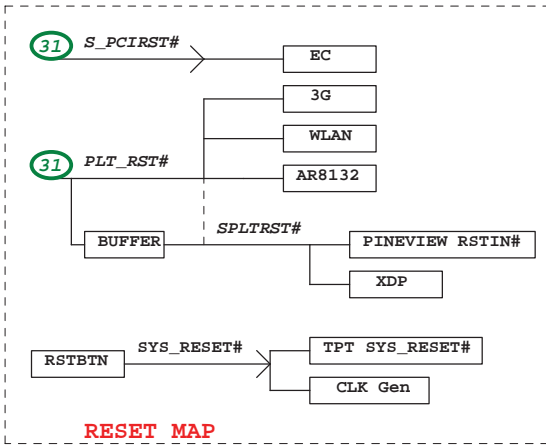 31 S_PCIRST#
EC
3G
WLAN
31 PLT_RST#
AR8132
SPLTRST#
BUFFER
PINEVIEW RSTIN#
XDP
SYS_RESET#
TPT SYS_RESET#
RSTBTN
CLK Gen
RESET MAP